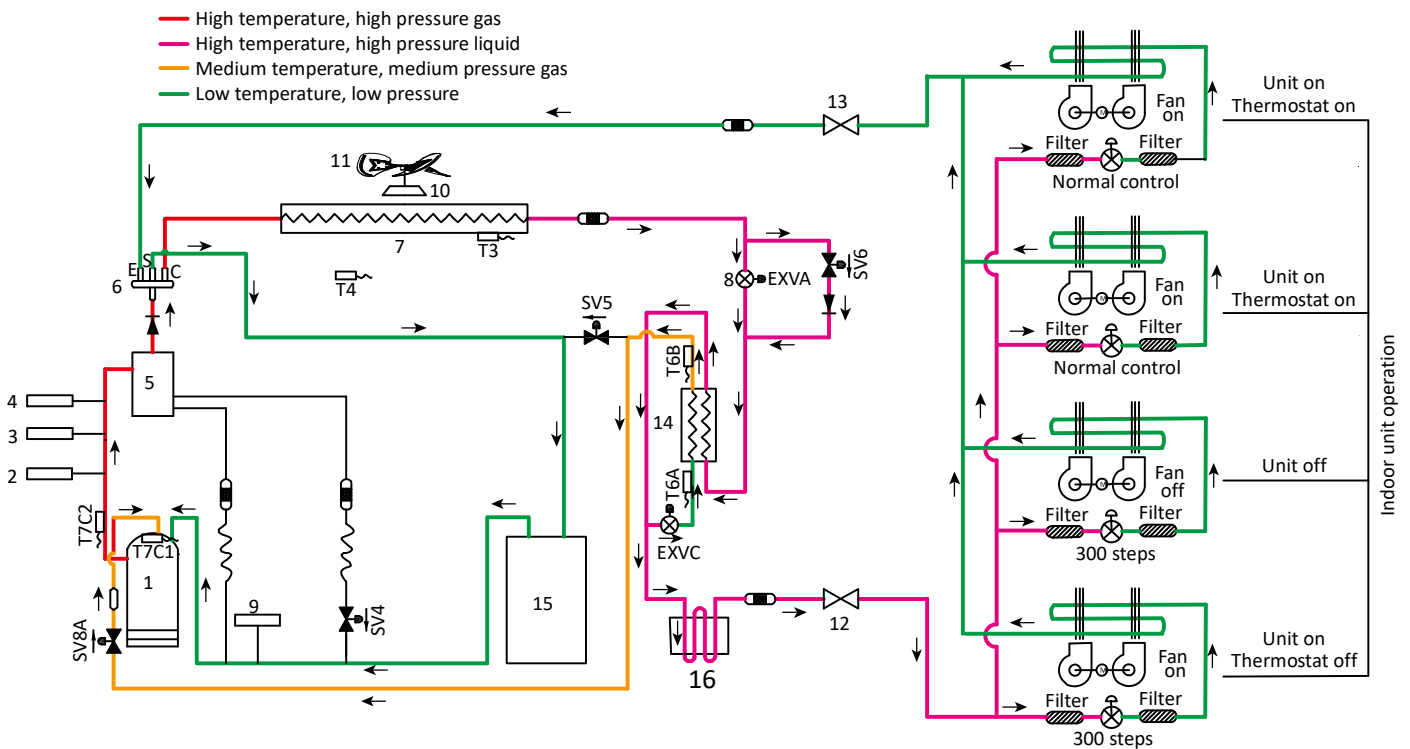 High temperature, high pressure gas
High temperature, high pressure liquid
Medium temperature, medium pressure gas
Low temperature, low pressure
13
11
10
7
T3
T4
E
S
C
6
8
EXVA
SV6
SV5
T6B
5
14
4
3
2
T6A
T7C2
T7C1
EXVC
1
9
15
SV4
SV8A
12
16
Fan
on
Filter
Filter
Normal control
Unit on
Thermostat on
M
Fan
on
Filter
Filter
Normal control
Unit on
Thermostat on
M
Fan
off
Filter
Filter
300 steps
Unit off
M
Fan
on
Filter
Filter
300 steps
Unit on
Thermostat off
M
Indoor unit operation